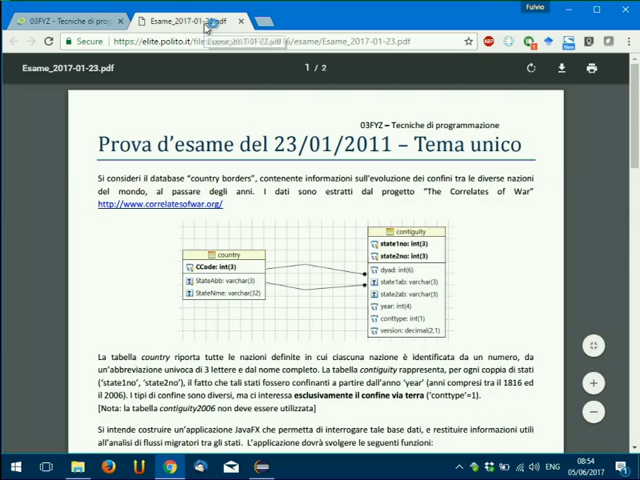 Fulvio
03FYZ - Tecniche di prog
Esame_2017-01-23.pdf
Secure
Esame_2017-01-23.pdf
Esame_2017-01-23.pdf
1 / 2
03FYZ – Tecniche di programmazione
Prova d'esame del 23/01/2011 – Tema unico
Si consideri il database "country borders", contenente informazioni sull'evoluzione dei confini tra le diverse nazioni
del mondo, al passare degli anni. I dati sono estratti dal progetto "The Correlates of War"
http://www.correlatesofwar.org/
country
CCode: int(3)
StateAbb: varchar(3)
StateNme: varchar(32)
contiguity
state1no: int(3)
state2no: int(3)
dyad: int(6)
state1ab: varchar(3)
state2ab: varchar(3)
year: int(4)
conttype: int(1)
version: decimal(2,1)
La tabella country riporta tutte le nazioni definite in cui ciascuna nazione è identificata da un numero, da
un'abbreviazione univoca di 3 lettere e dal nome completo. La tabella contiguity rappresenta, per ogni coppia di stati
('state1no', 'state2no'), il fatto che tali stati fossero confinanti a partire dall'anno 'year' (anni compresi tra il 1816 ed
il 2006). I tipi di confine sono diversi, ma ci interessa esclusivamente il confine via terra ('conttype'=1).
[Nota: la tabella contiguity2006 non deve essere utilizzata]
Si intende costruire un'applicazione JavaFX che permetta di interrogare tale base dati, e restituire informazioni utili
all'analisi di flussi migratori tra gli stati. L'applicazione dovrà svolgere le seguenti funzioni:
08:54
05/06/2017